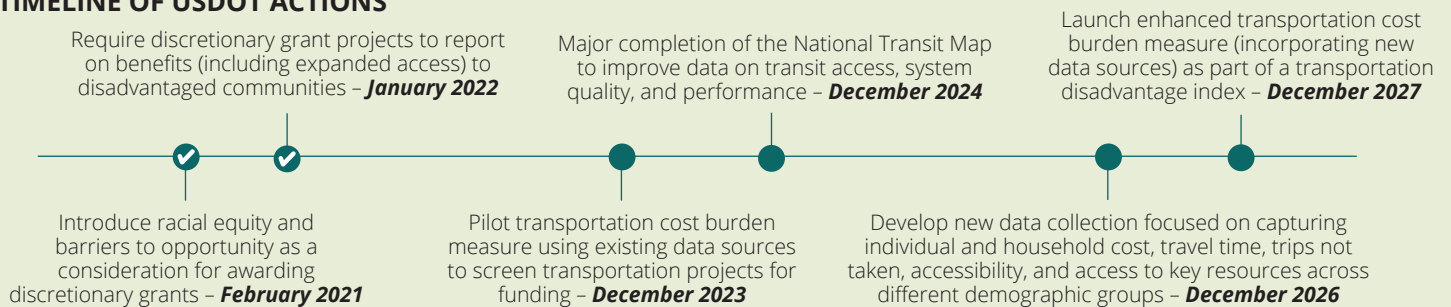 TIMELINE OF USDOT ACTIONS
Require discretionary grant projects to report
on benefits (including expanded access) to
disadvantaged communities – January 2022
Major completion of the National Transit Map
to improve data on transit access, system
quality, and performance – December 2024
Launch enhanced transportation cost
burden measure (incorporating new
data sources) as part of a transportation
disadvantage index – December 2027
Introduce racial equity and
barriers to opportunity as a
consideration for awarding
discretionary grants – February 2021
Pilot transportation cost burden
measure using existing data sources
to screen transportation projects for
funding – December 2023
Develop new data collection focused on capturing
individual and household cost, travel time, trips not
taken, accessibility, and access to key resources across
different demographic groups – December 2026